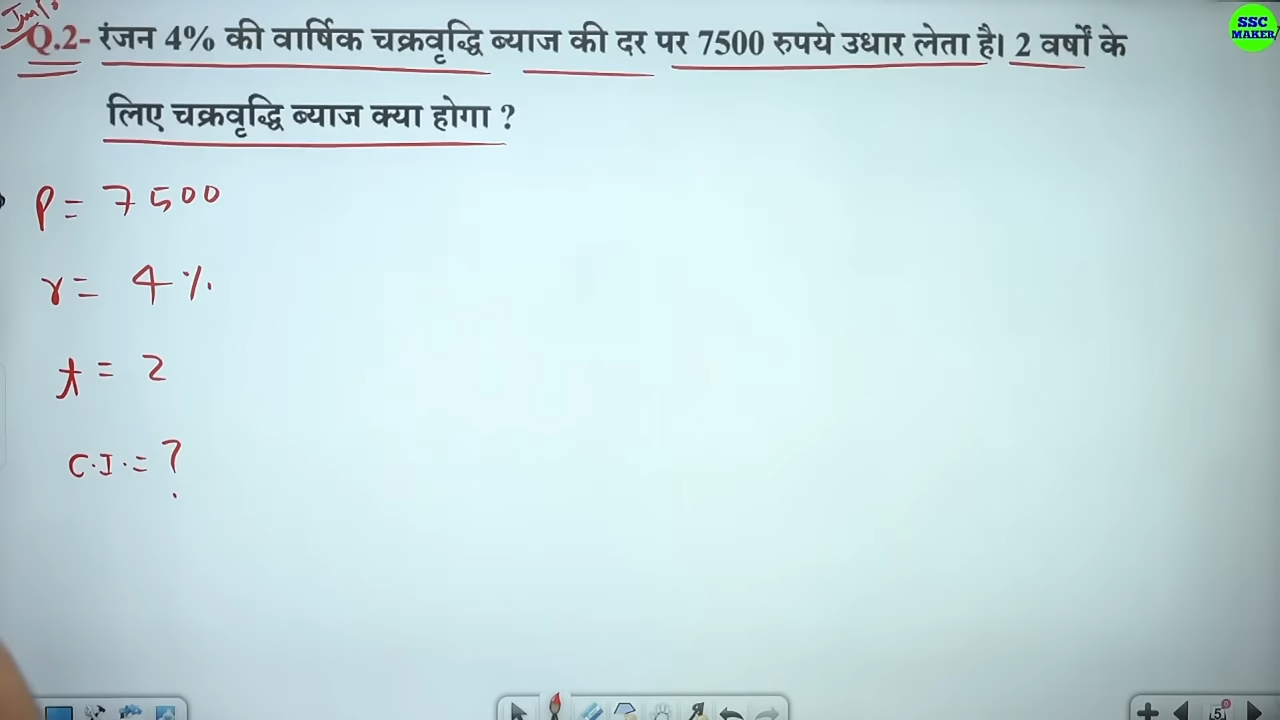 Q.2- रंजन 4% की वार्षिक चक्रवृद्धि ब्याज की दर पर 7500 रुपये उधार लेता है। 2 वर्षों के
लिए चक्रवृद्धि ब्याज क्या होगा ?
P = 7500
r = 4%
t = 2
C.I. = ?
SSC
MAKER
5